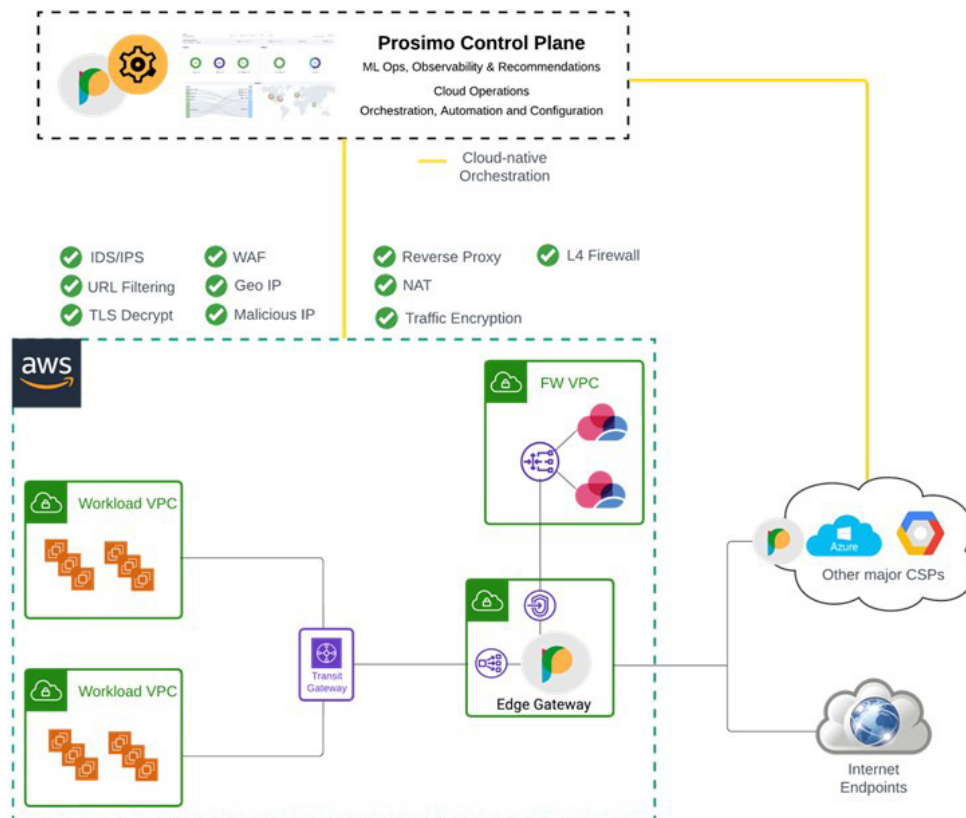 Prosimo Control Plane
ML Ops, Observability & Recommendations
Cloud Operations
Orchestration, Automation and Configuration
Cloud-native
Orchestration
IDS/IPS
WAF
Reverse Proxy
L4 Firewall
URL Filtering
Geo IP
NAT
TLS Decrypt
Malicious IP
Traffic Encryption
aws
FW VPC
Workload VPC
Azure
Other major CSPs
Transit
Gateway
Workload VPC
Edge Gateway
Internet
Endpoints